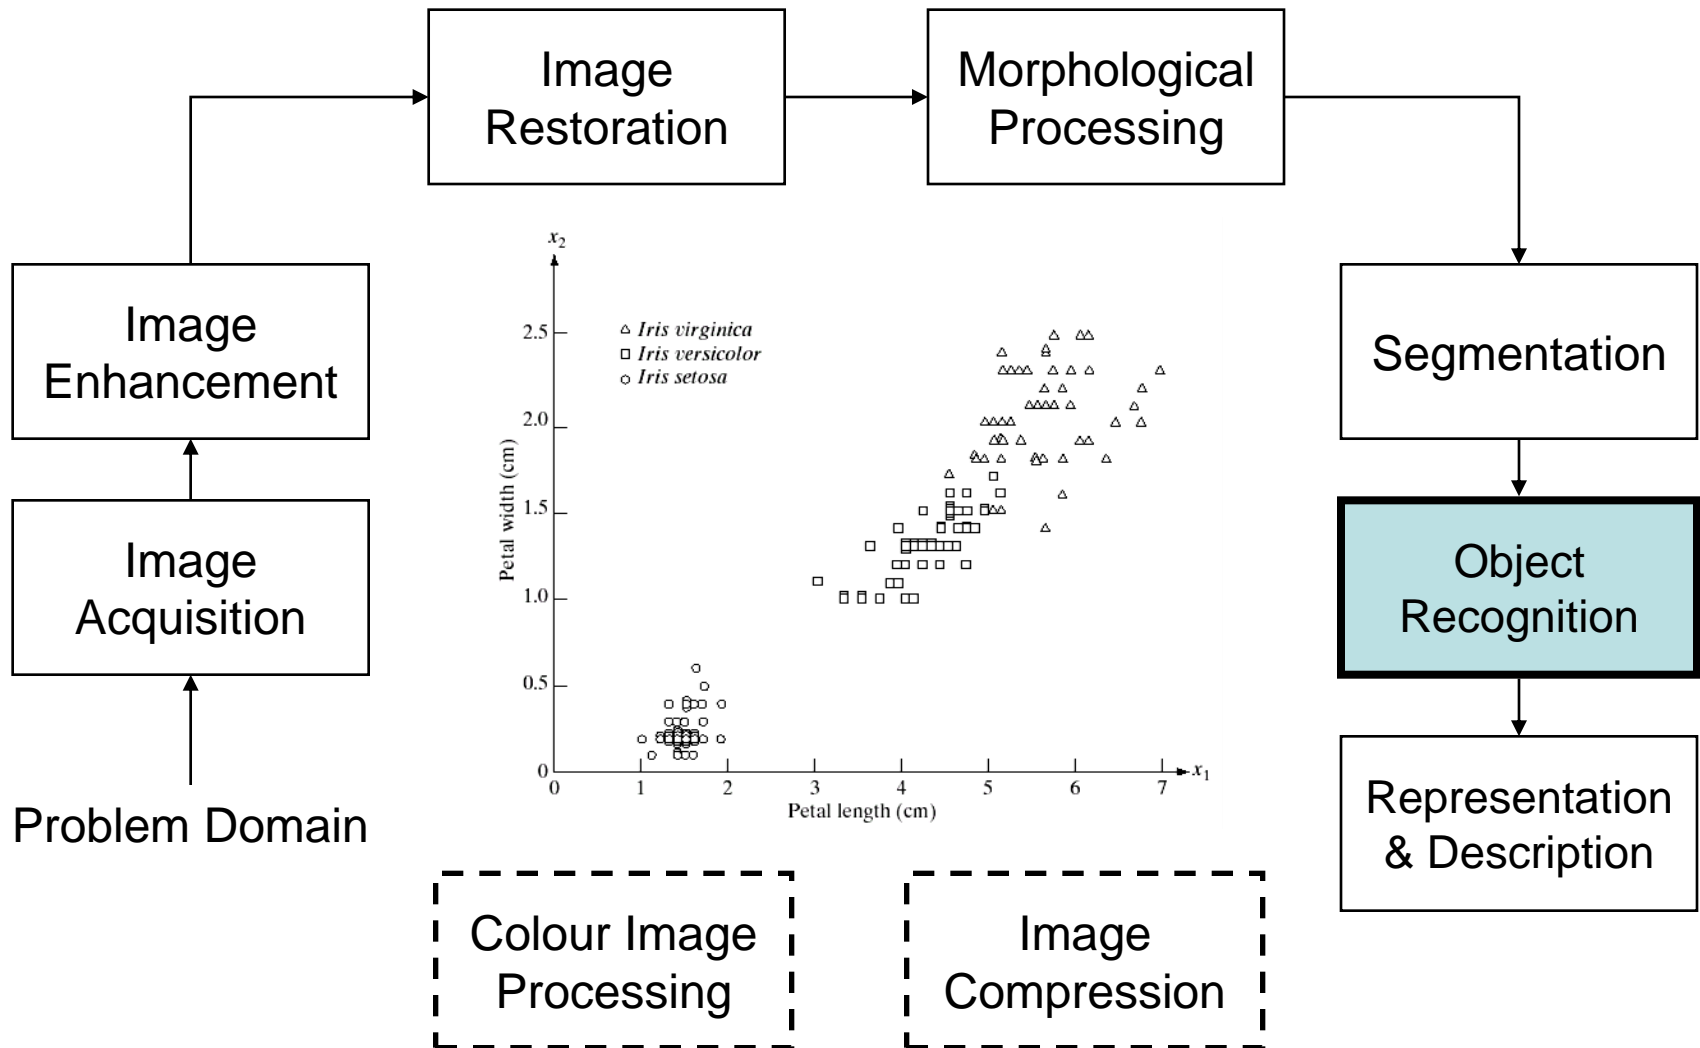 Image
Restoration
Morphological
Processing
Image
Enhancement
Segmentation
Image
Acquisition
Object
Recognition
Problem Domain
Representation
& Description
x2
2.5
2.0
1.5
1.0
0.5
0
Petal width (cm)
△ Iris virginica
□ Iris versicolor
○ Iris setosa
0 1 2 3 4 5 6 7
x1
Petal length (cm)
Colour Image
Processing
Image
Compression